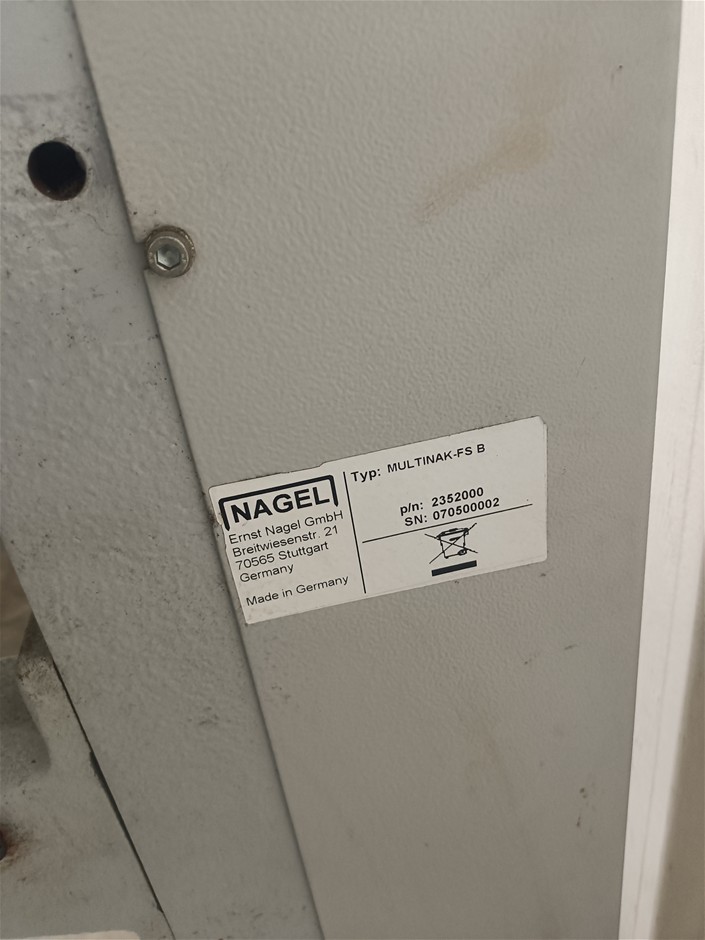 NAGEL
Ernst Nagel GmbH
Breitwiesenstr. 21
70565 Stuttgart
Germany
Made in Germany
Typ: MULTINAK-FS B
p/n: 2352000
SN: 070500002